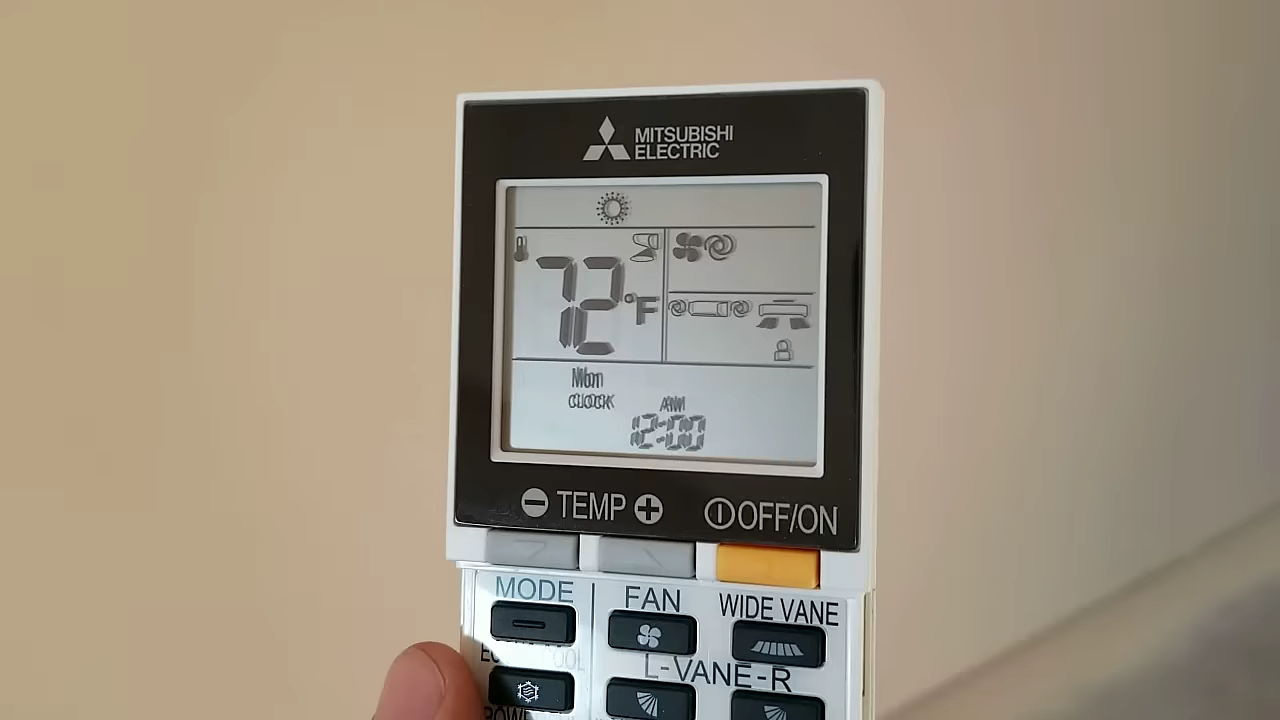 MITSUBISHI
ELECTRIC
72°F
Mon
CLOCK
AM
12:00
TEMP
OFF/ON
MODE
FAN
WIDE VANE
L-VANE-R